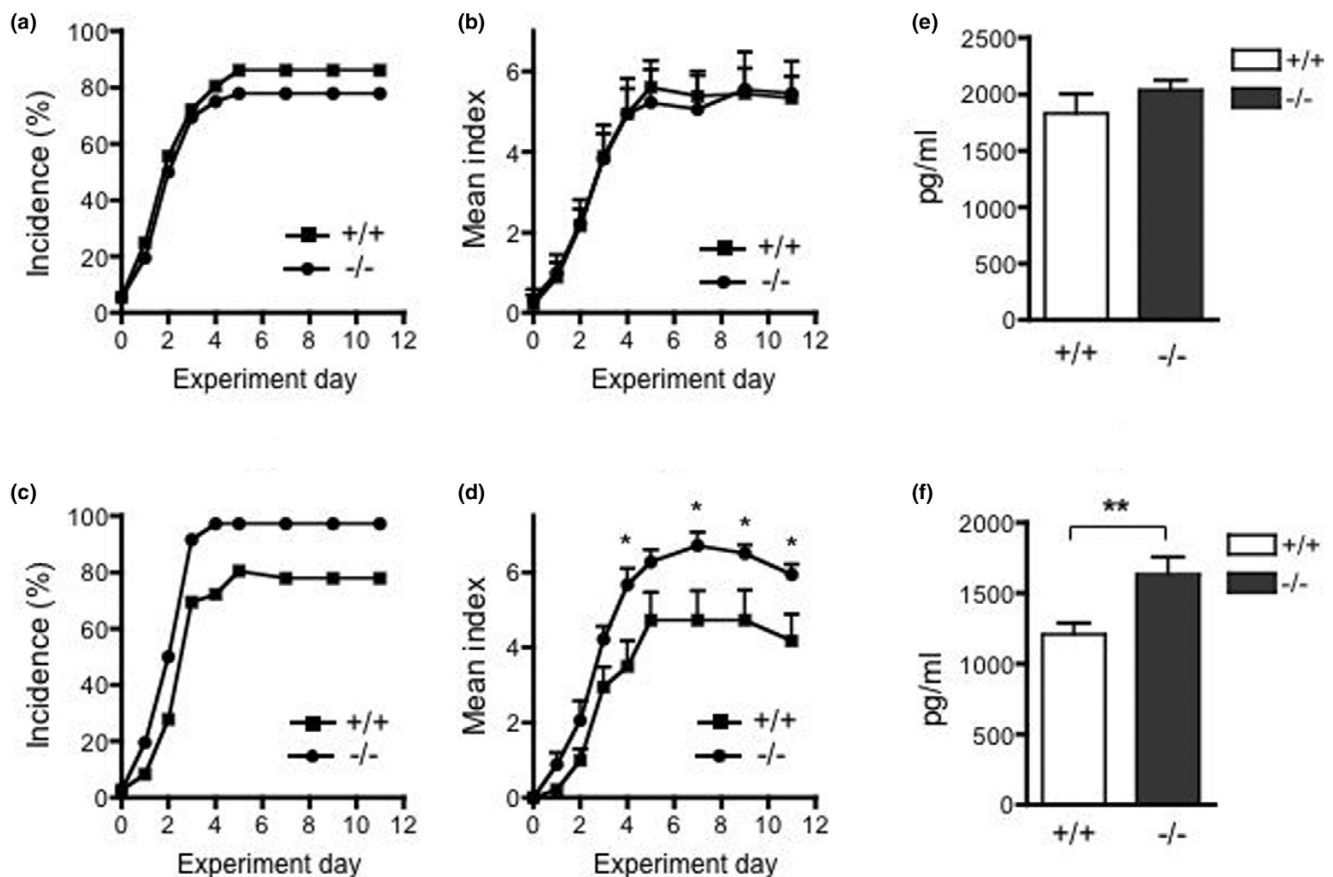 (a)
100
80
60
40
20
0
Incidence (%)
+/+
-/-
0 2 4 6 8 10 12
Experiment day
(b)
6
4
2
0
Mean index
+/+
-/-
0 2 4 6 8 10 12
Experiment day
(e)
2500
2000
1500
1000
500
0
pg/ml
+/+
-/-
+/+ -/-
(c)
100
80
60
40
20
0
Incidence (%)
+/+
-/-
0 2 4 6 8 10 12
Experiment day
(d)
* * * *
6
4
2
0
Mean index
+/+
-/-
0 2 4 6 8 10 12
Experiment day
(f)
**
2000
1500
1000
500
0
pg/ml
+/+
-/-
+/+ -/-